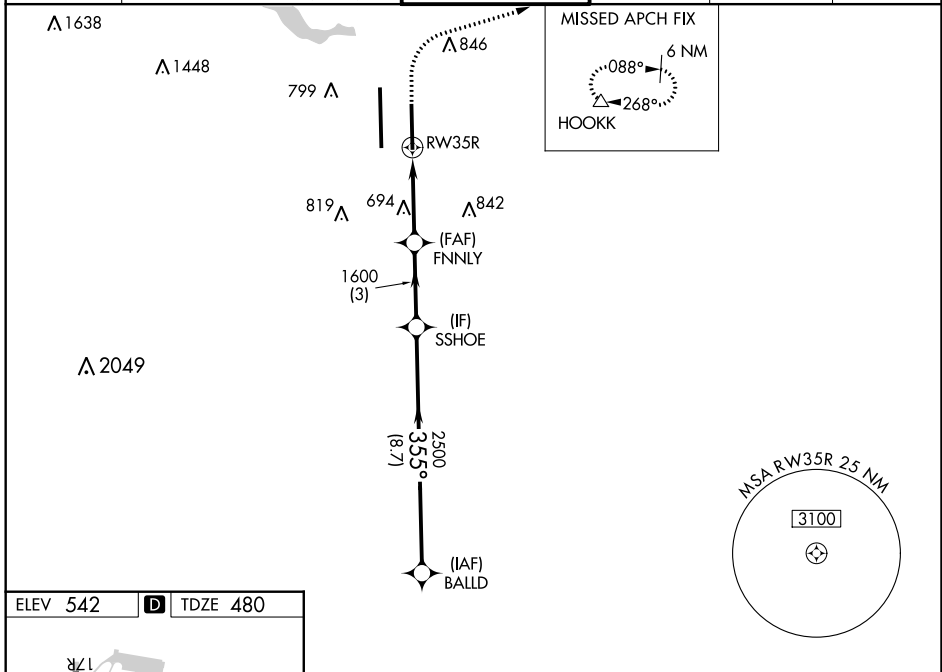 1638
1448
799
846
MISSED APCH FIX
6 NM
088°
268°
HOOKK
RW35R
819
694
842
(FAF)
FNNLY
1600
(3)
(IF)
SSHOE
2049
2500
355°
(8.7)
MSA RW35R 25 NM
3100
(IAF)
BALLD
ELEV 542
D
TDZE 480
17R